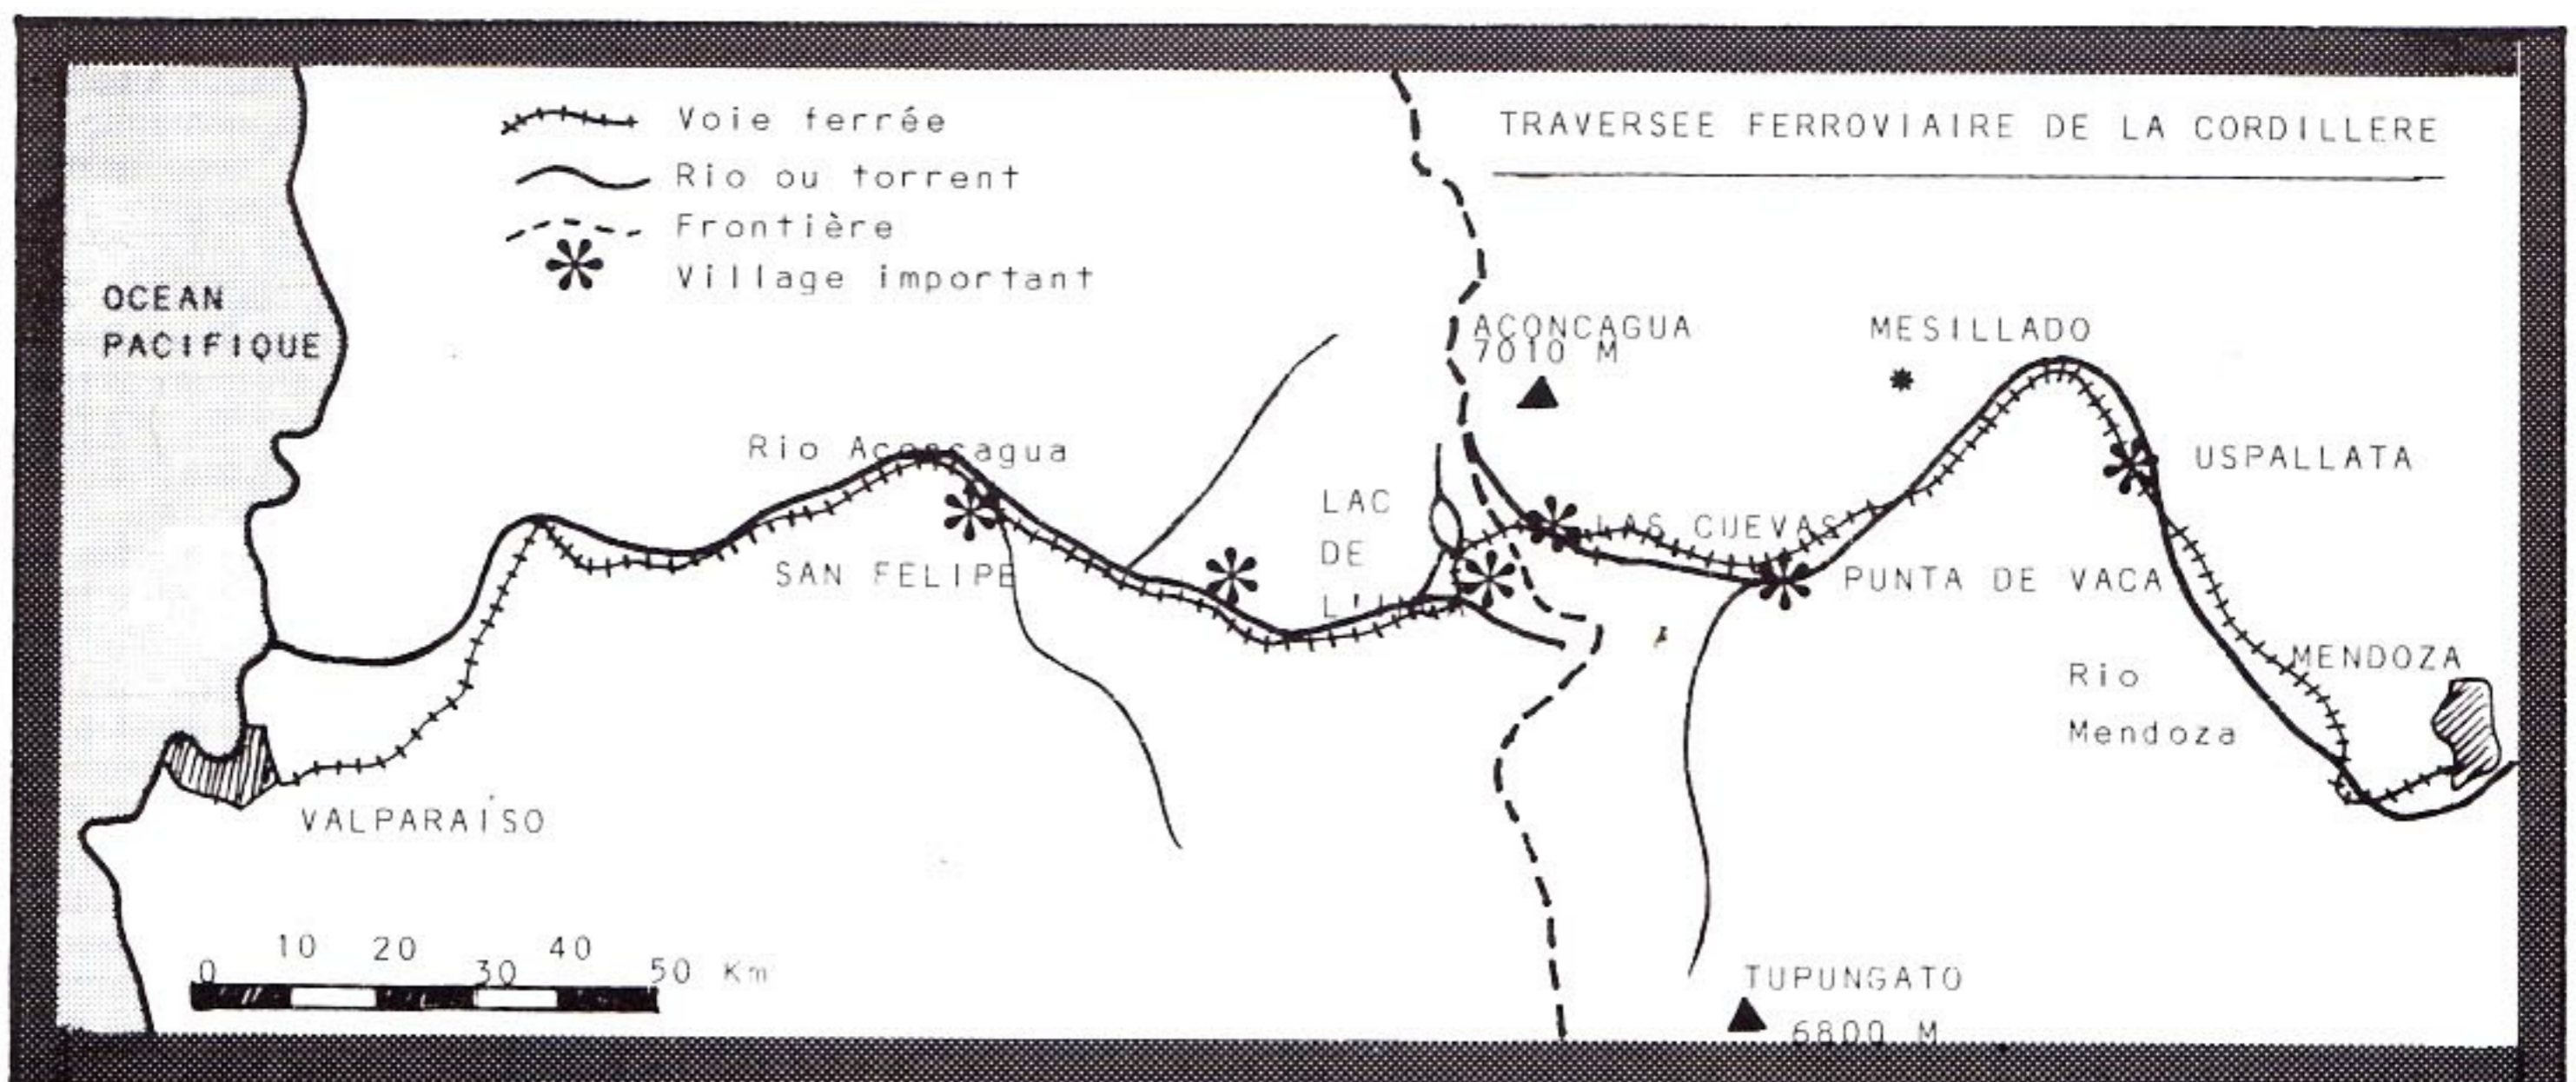 Voie ferrée
Rio ou torrent
Frontière
Village important
TRAVERSEE FERROVIAIRE DE LA CORDILLERE
OCEAN
PACIFIQUE
ACONCAGUA
7010 M
MESILLADO
Rio Aconcagua
USPALLATA
LAC
DE
L'INCA
LAS CUEVAS
SAN FELIPE
PUNTA DE VACA
MENDOZA
Rio
Mendoza
VALPARAÍSO
0 10 20 30 40 50 Km
TUPUNGATO
6800 M